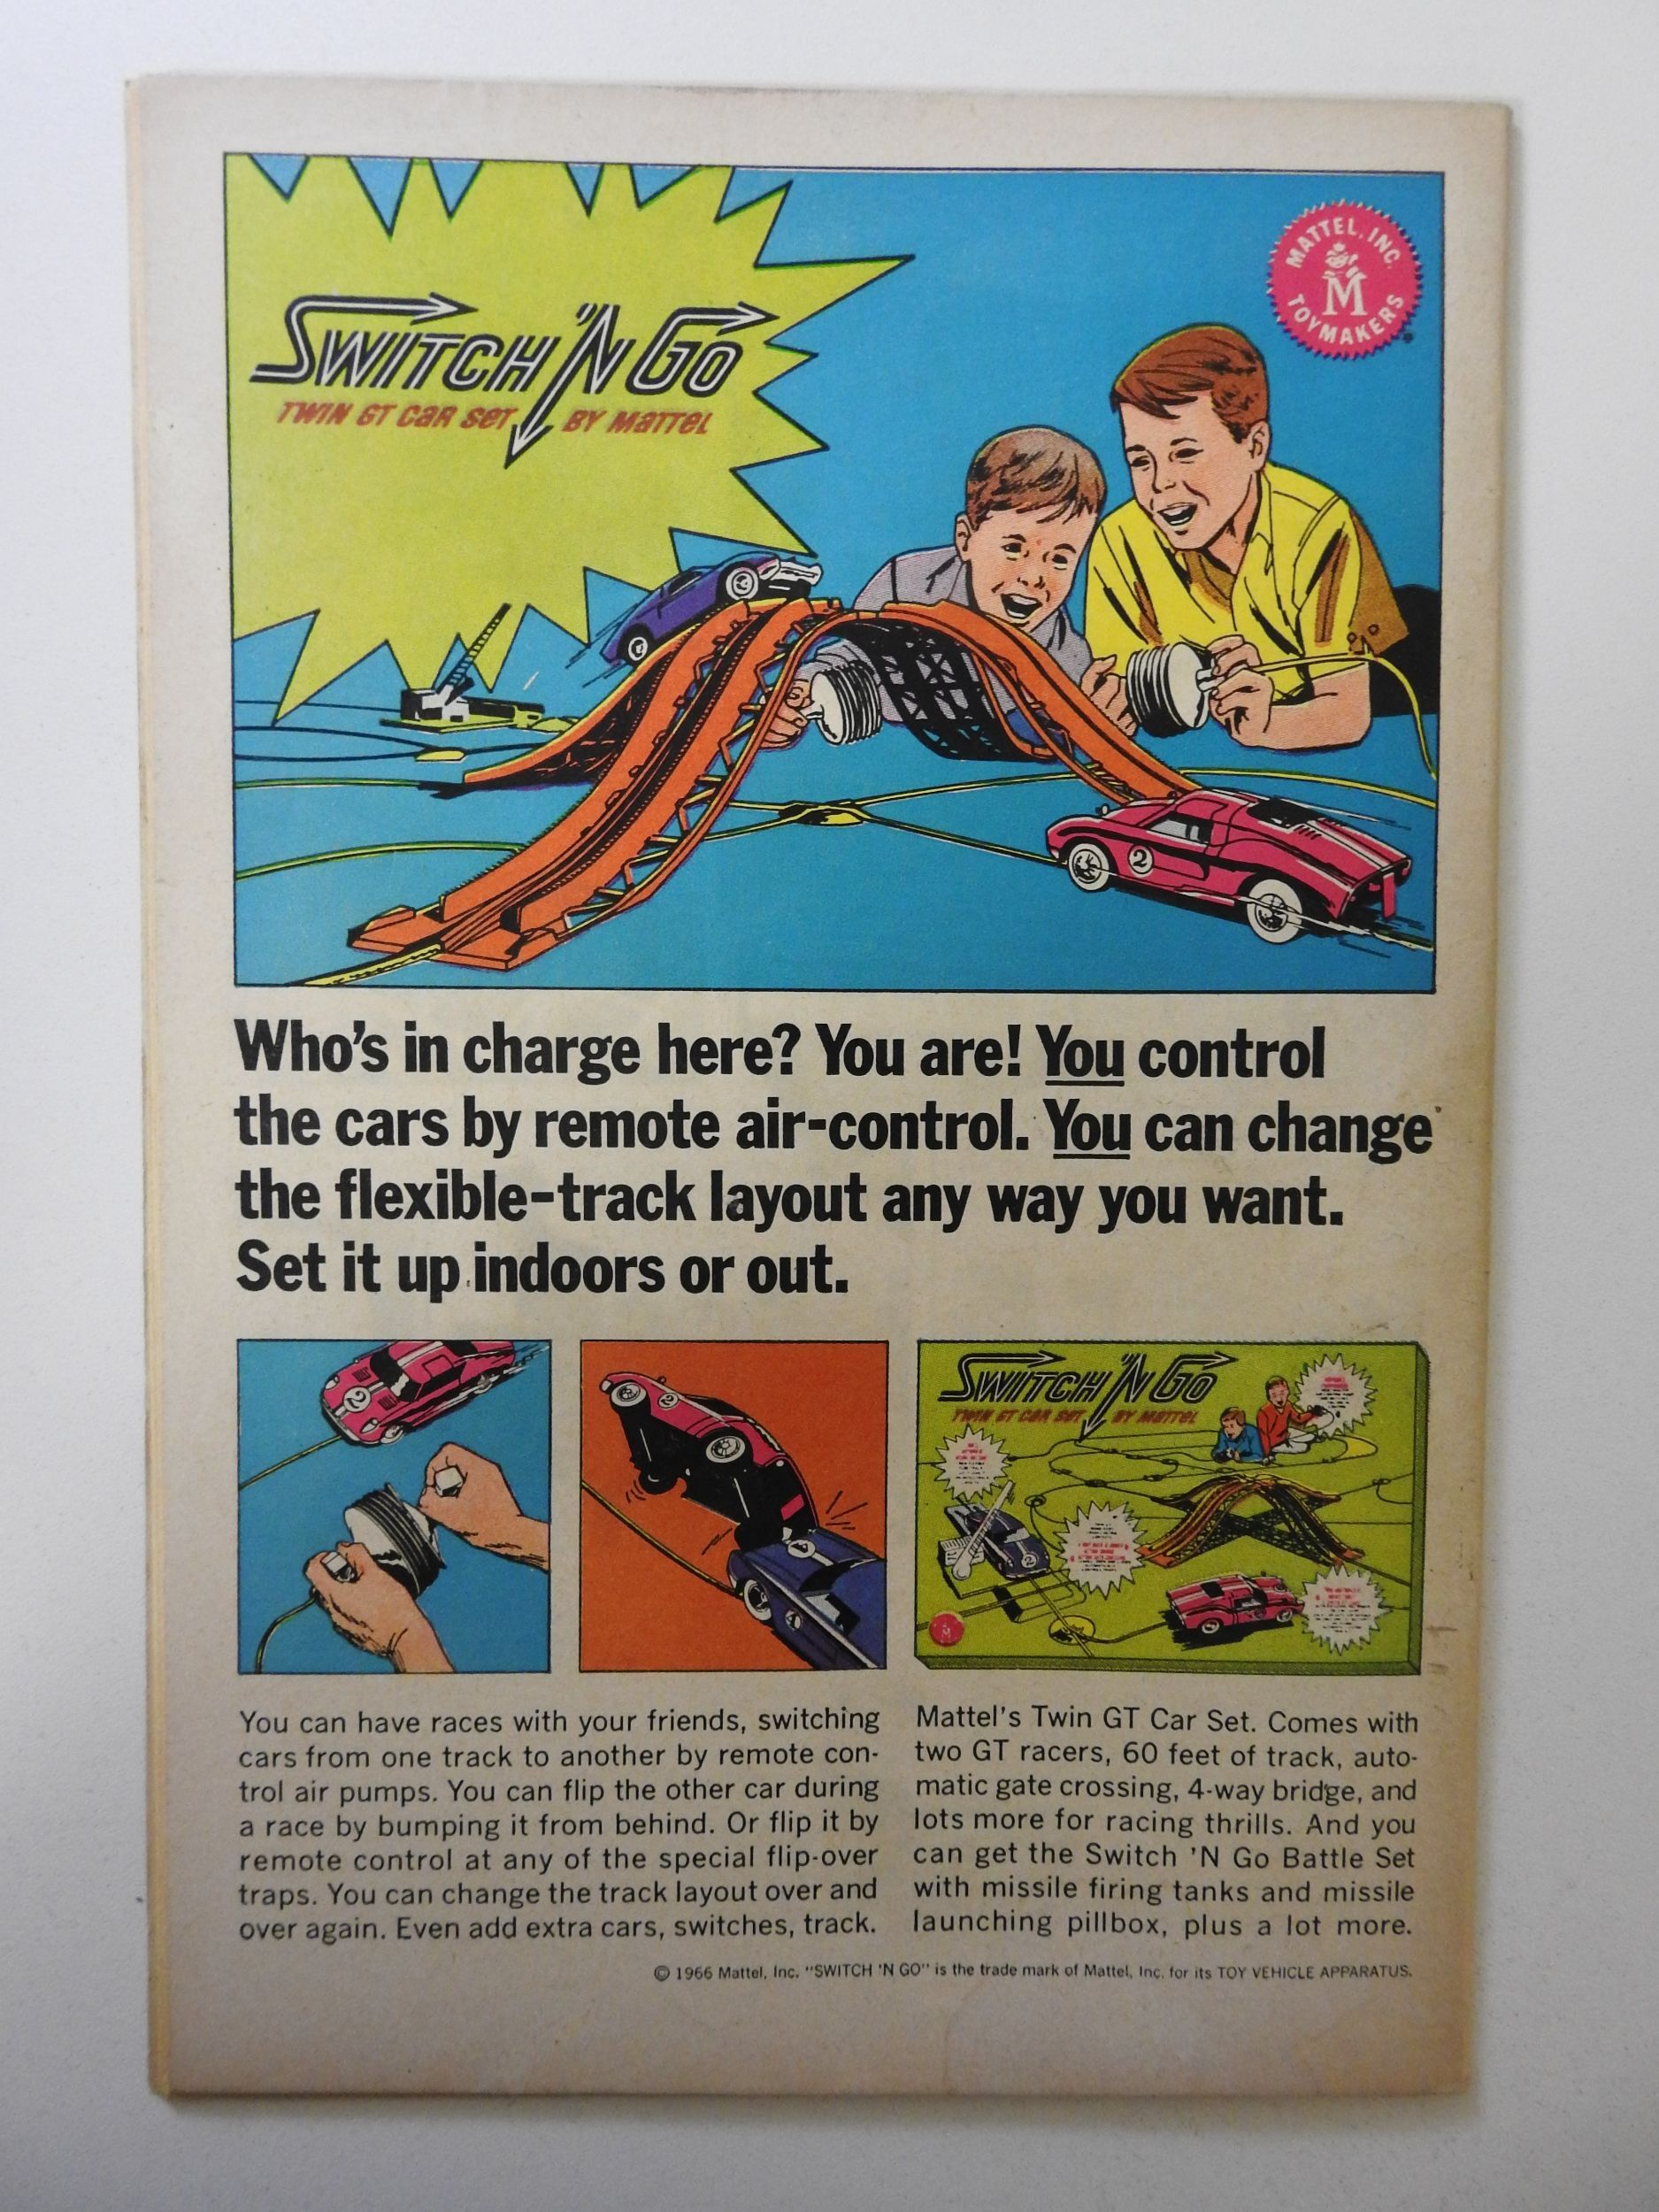 SWITCH 'N GO
TWIN GT CAR SET BY MATTEL
MATTEL, INC.
M
TOYMAKERS
2
Who's in charge here? You are! You control
the cars by remote air-control. You can change
the flexible-track layout any way you want.
Set it up indoors or out.
2
2
4
4
SWITCH 'N GO
TWIN GT CAR SET BY MATTEL
2
M
You can have races with your friends, switching
cars from one track to another by remote con-
trol air pumps. You can flip the other car during
a race by bumping it from behind. Or flip it by
remote control at any of the special flip-over
traps. You can change the track layout over and
over again. Even add extra cars, switches, track.
Mattel's Twin GT Car Set. Comes with
two GT racers, 60 feet of track, auto-
matic gate crossing, 4-way bridge, and
lots more for racing thrills. And you
can get the Switch 'N Go Battle Set
with missile firing tanks and missile
launching pillbox, plus a lot more.
© 1966 Mattel, Inc. "SWITCH 'N GO" is the trade mark of Mattel, Inc. for its TOY VEHICLE APPARATUS.